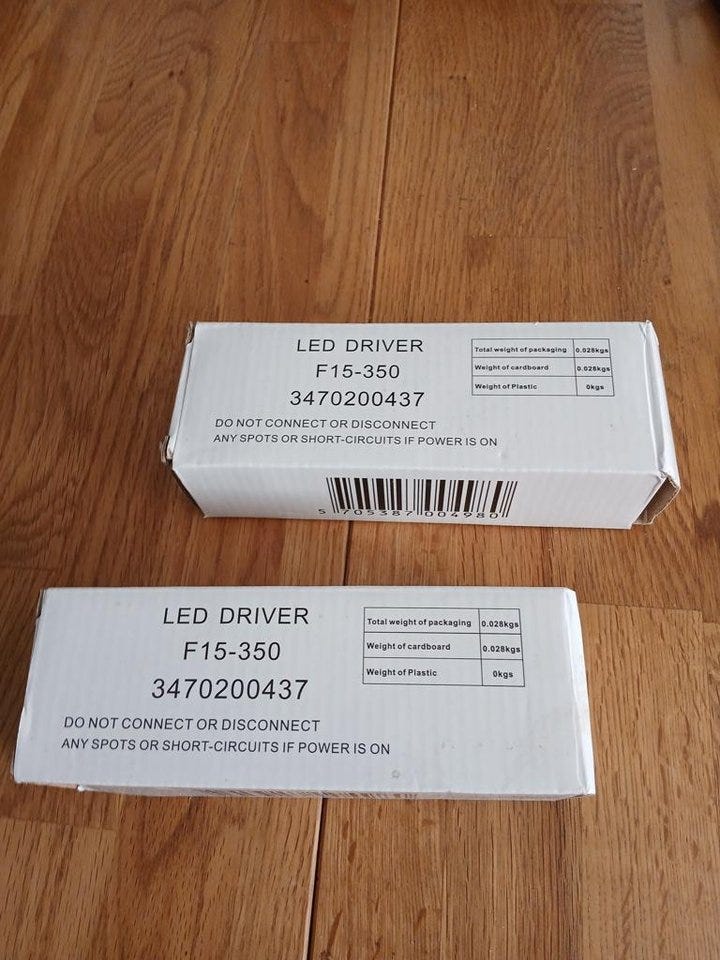 LED DRIVER
F15-350
3470200437
DO NOT CONNECT OR DISCONNECT
ANY SPOTS OR SHORT-CIRCUITS IF POWER IS ON
Total weight of packaging 0.028kgs
Weight of cardboard 0.028kgs
Weight of Plastic 0kgs
5 705387 004980
LED DRIVER
F15-350
3470200437
DO NOT CONNECT OR DISCONNECT
ANY SPOTS OR SHORT-CIRCUITS IF POWER IS ON
Total weight of packaging 0.028kgs
Weight of cardboard 0.028kgs
Weight of Plastic 0kgs